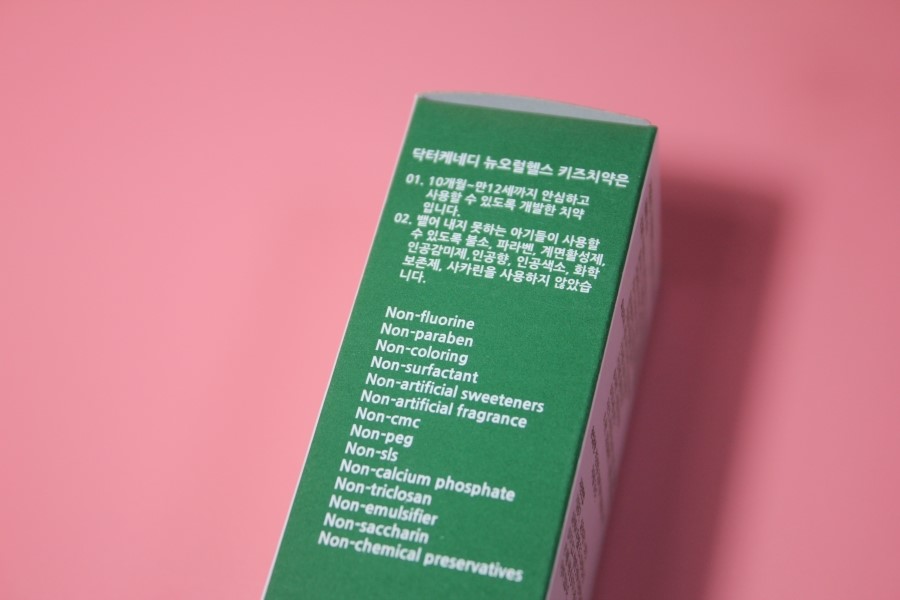 닥터케네디 뉴오럴헬스 키즈치약은
01. 10개월~만12세까지 안심하고
사용할 수 있도록 개발한 치약
입니다.
02. 뱉어 내지 못하는 아기들이 사용할
수 있도록 불소, 파라벤, 계면활성제,
인공감미제,인공향, 인공색소, 화학
보존제, 사카린을 사용하지 않았습
니다.
Non-fluorine
Non-paraben
Non-coloring
Non-surfactant
Non-artificial sweeteners
Non-artificial fragrance
Non-cmc
Non-peg
Non-sls
Non-calcium phosphate
Non-triclosan
Non-emulsifier
Non-saccharin
Non-chemical preservatives